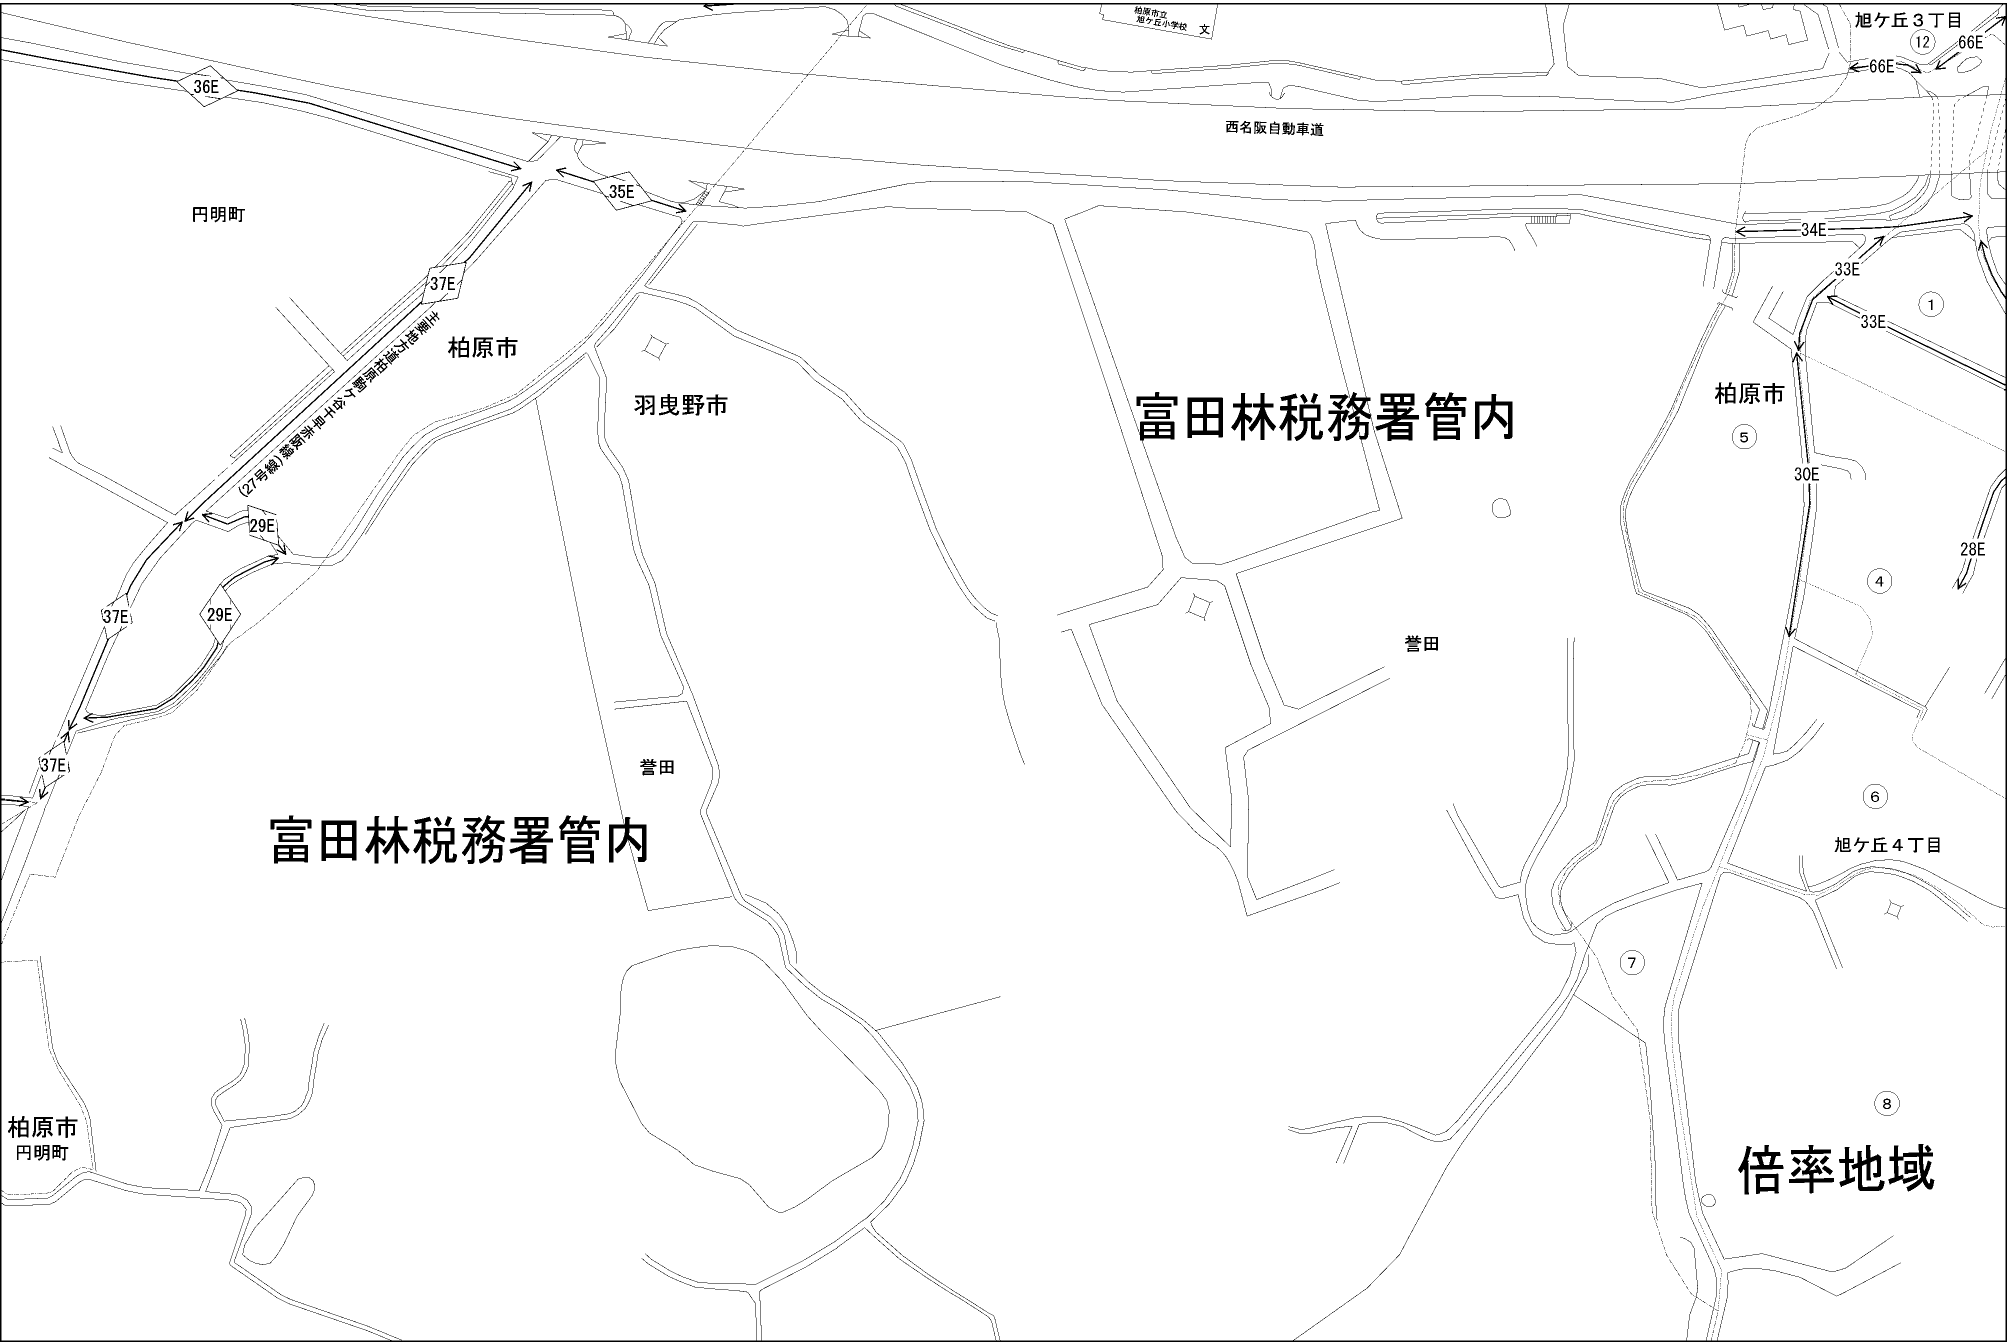 柏原市立
旭ケ丘小学校 文
旭ケ丘3丁目
12
66E
66E
36E
西名阪自動車道
35E
円明町
34E
37E
33E
33E
1
主要地方道柏原駒ケ谷千早赤阪線(27号線)
柏原市
羽曳野市
富田林税務署管内
柏原市
5
30E
29E
28E
4
37E
29E
誉田
37E
誉田
6
富田林税務署管内
旭ケ丘4丁目
7
8
柏原市
円明町
倍率地域